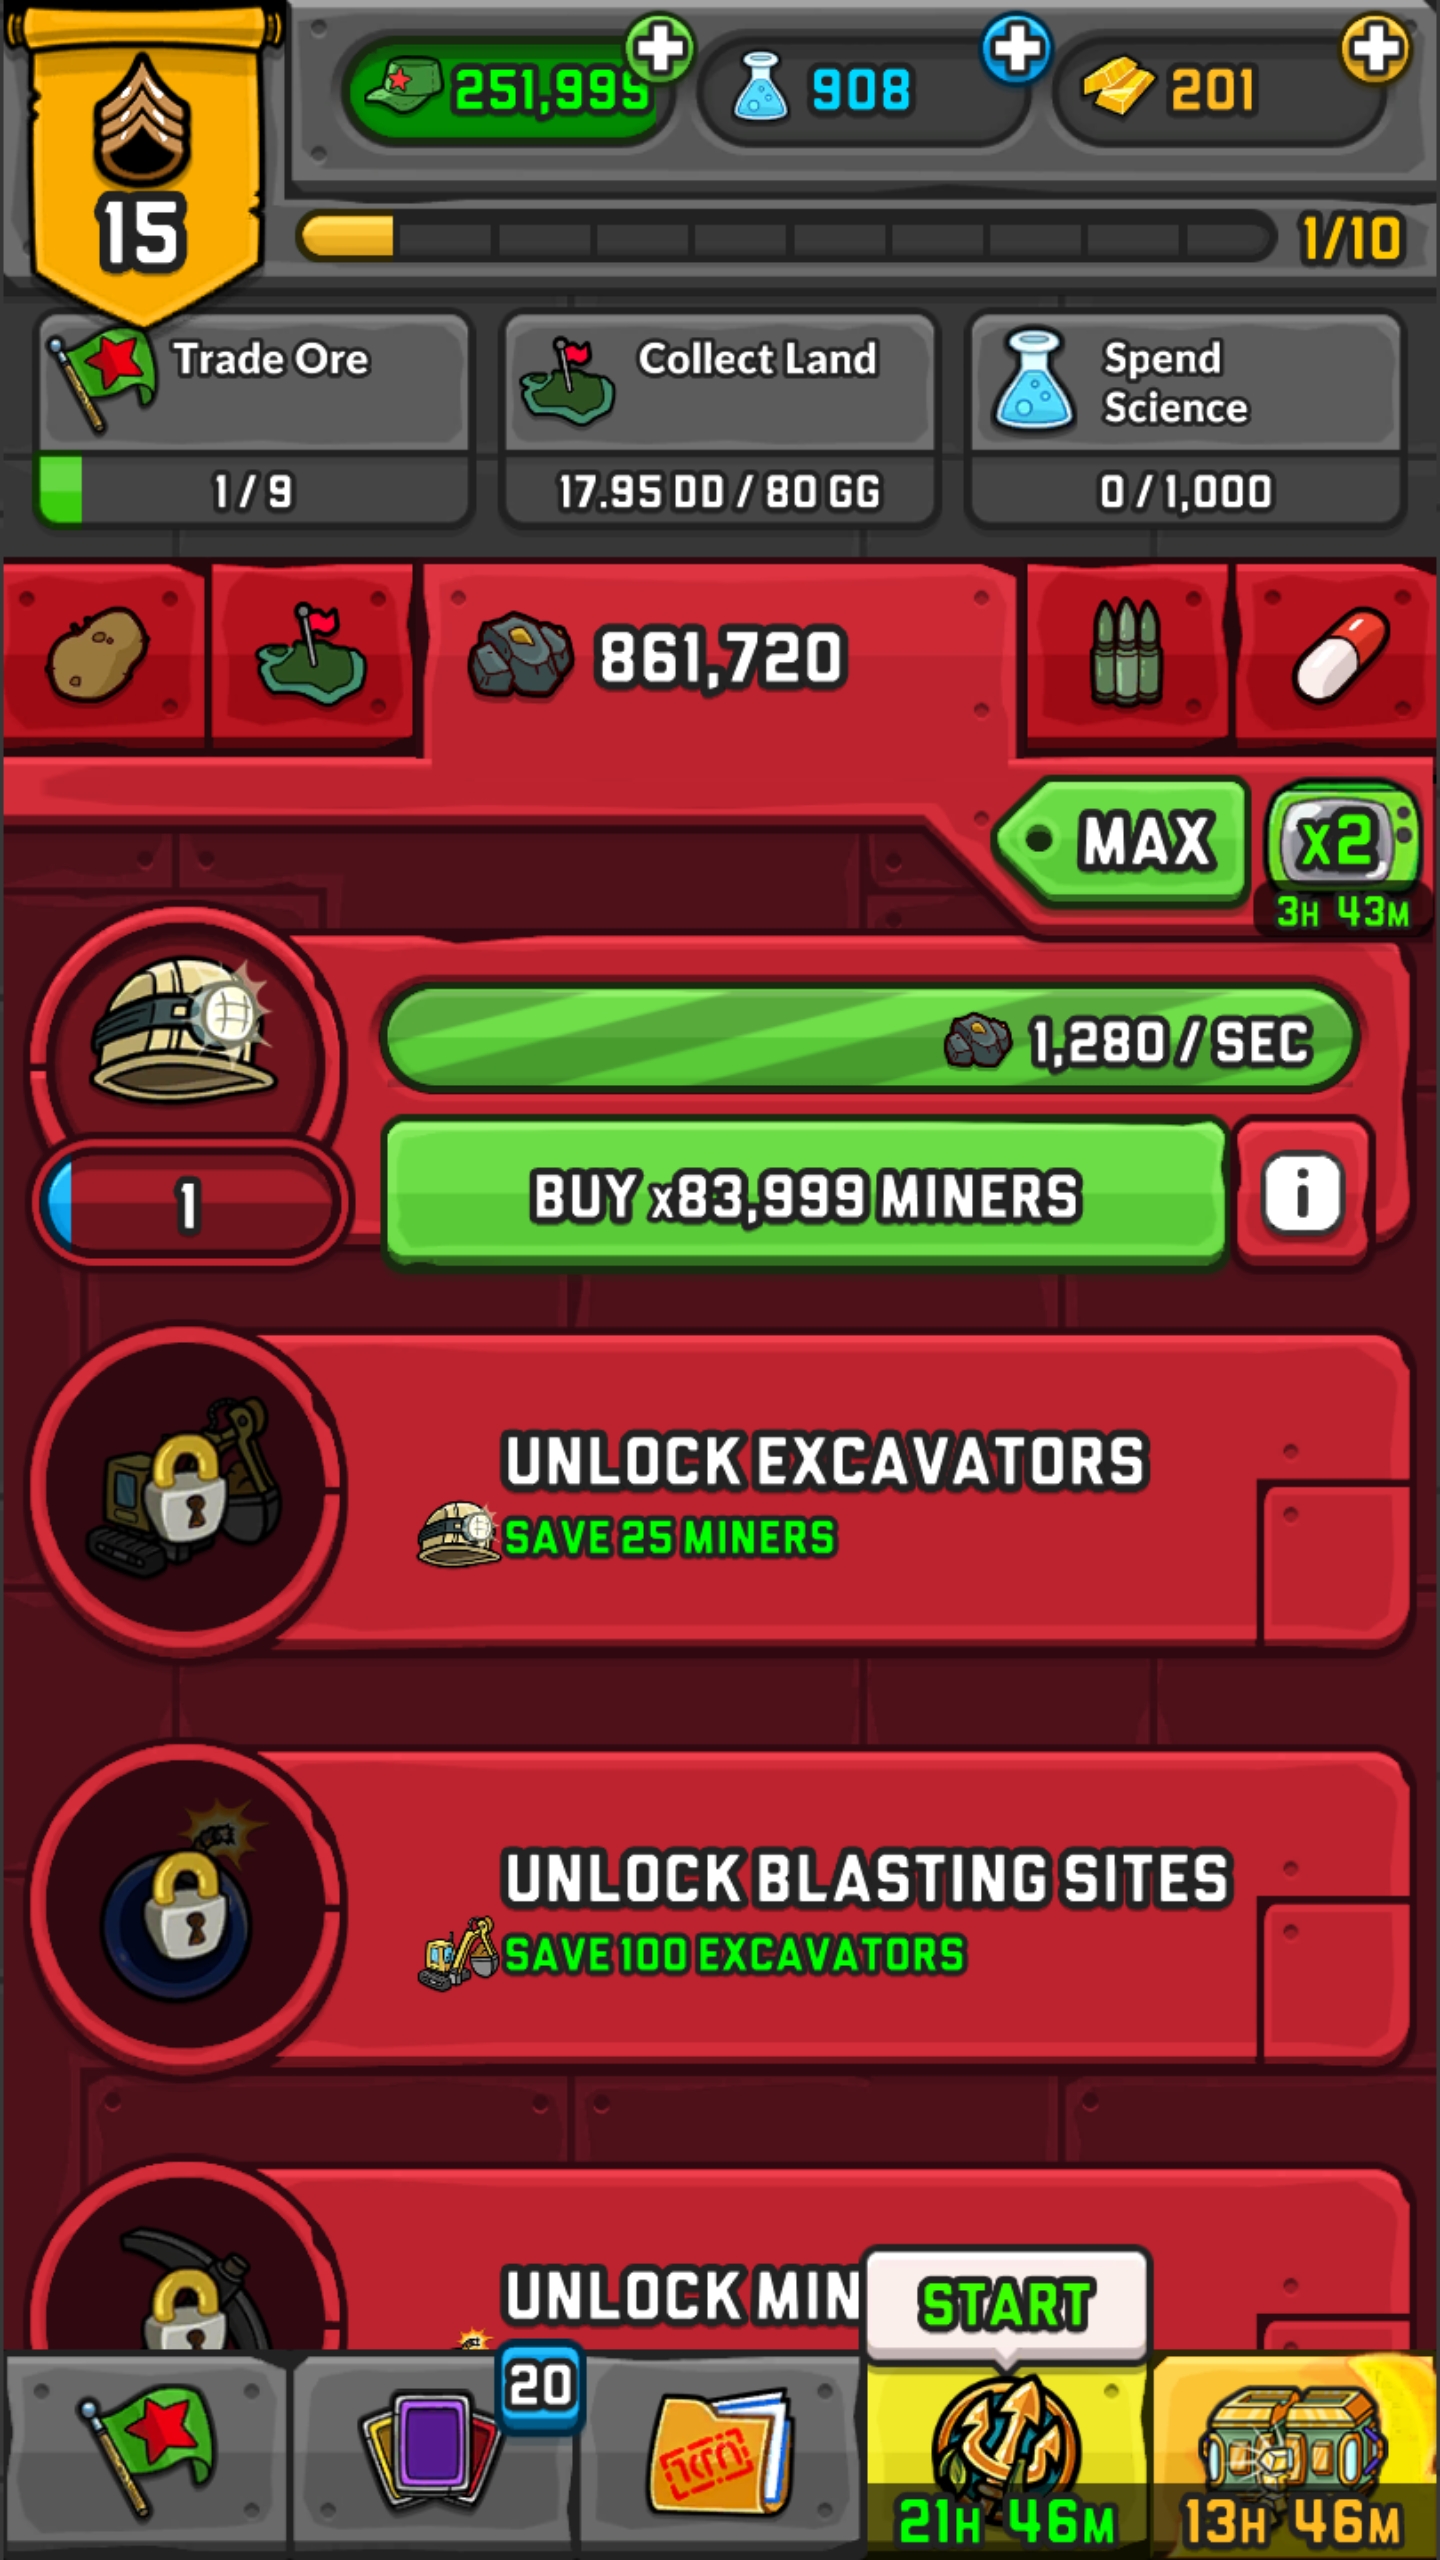 251,999
908
201
15
1/10
Trade Ore
Collect Land
Spend
Science
1 / 9
17.95 DD / 80 GG
0 / 1,000
861,720
MAX
x2
3H 43M
1,280 / SEC
1
BUY x83,999 MINERS
i
UNLOCK EXCAVATORS
SAVE 25 MINERS
UNLOCK BLASTING SITES
SAVE 100 EXCAVATORS
UNLOCK MIN
START
20
21H 46M
13H 46M